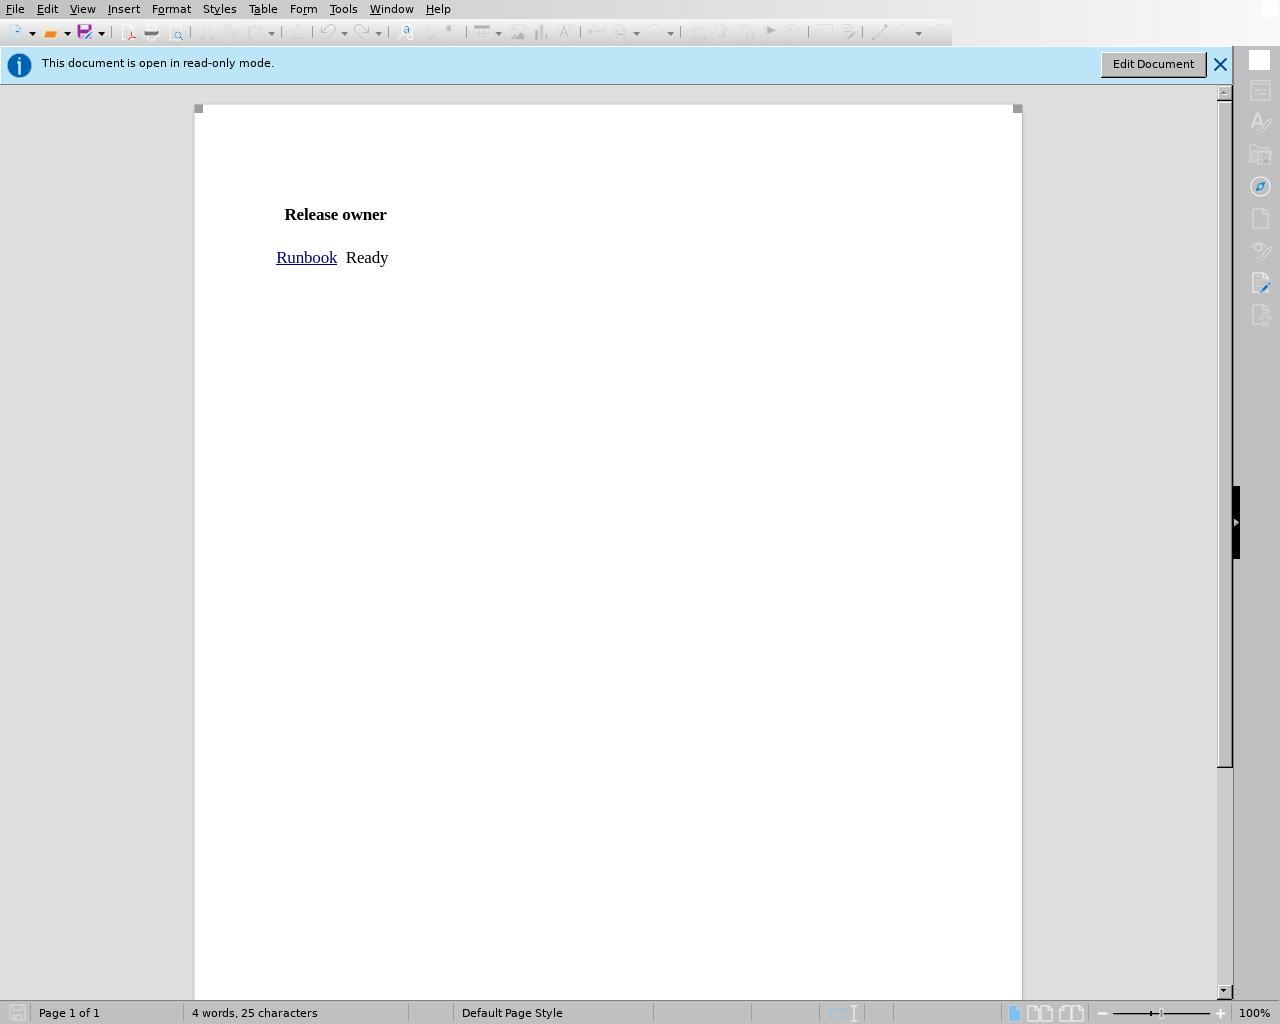 File Edit View Insert Format Styles Table Form Tools Window Help
This document is open in read-only mode.
Edit Document
Release owner
Runbook Ready
Page 1 of 1
4 words, 25 characters
Default Page Style
100%